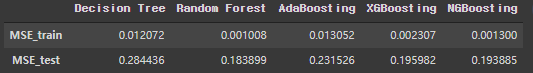 Decision Tree Random Forest AdaBoosting XGBoosting NGBoosting
MSE_train 0.012072 0.001008 0.013052 0.002307 0.001300
MSE_test 0.284436 0.183899 0.231526 0.195982 0.193885